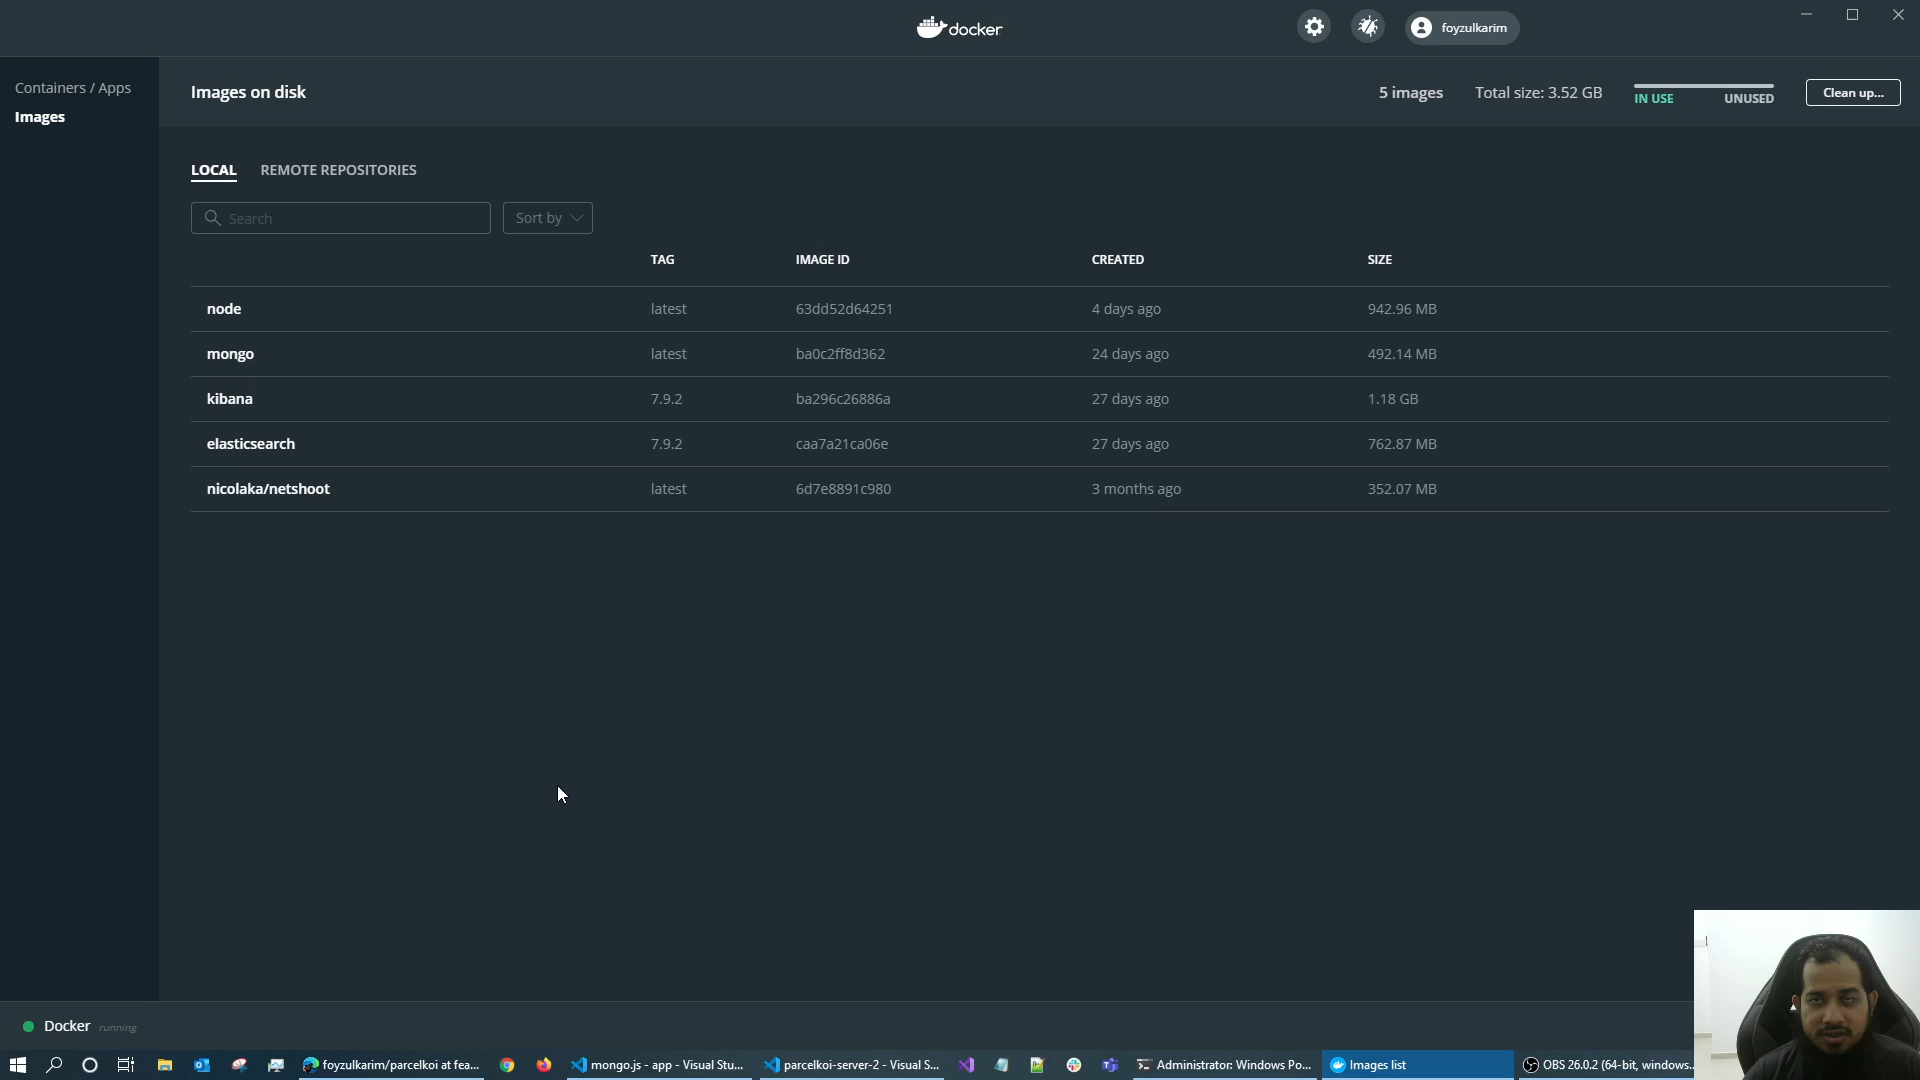 docker
foyzulkarim
Containers / Apps
Images
Images on disk
5 images
Total size: 3.52 GB
IN USE
UNUSED
Clean up...
LOCAL
REMOTE REPOSITORIES
Search
Sort by
TAG IMAGE ID CREATED SIZE
node latest 63dd52d64251 4 days ago 942.96 MB
mongo latest ba0c2ff8d362 24 days ago 492.14 MB
kibana 7.9.2 ba296c26886a 27 days ago 1.18 GB
elasticsearch 7.9.2 caa7a21ca06e 27 days ago 762.87 MB
nicolaka/netshoot latest 6d7e8891c980 3 months ago 352.07 MB
Docker running
foyzulkarim/parcelkoi at fea...
mongo.js - app - Visual Stu...
parcelkoi-server-2 - Visual S...
Administrator: Windows Po...
Images list
OBS 26.0.2 (64-bit, windows...